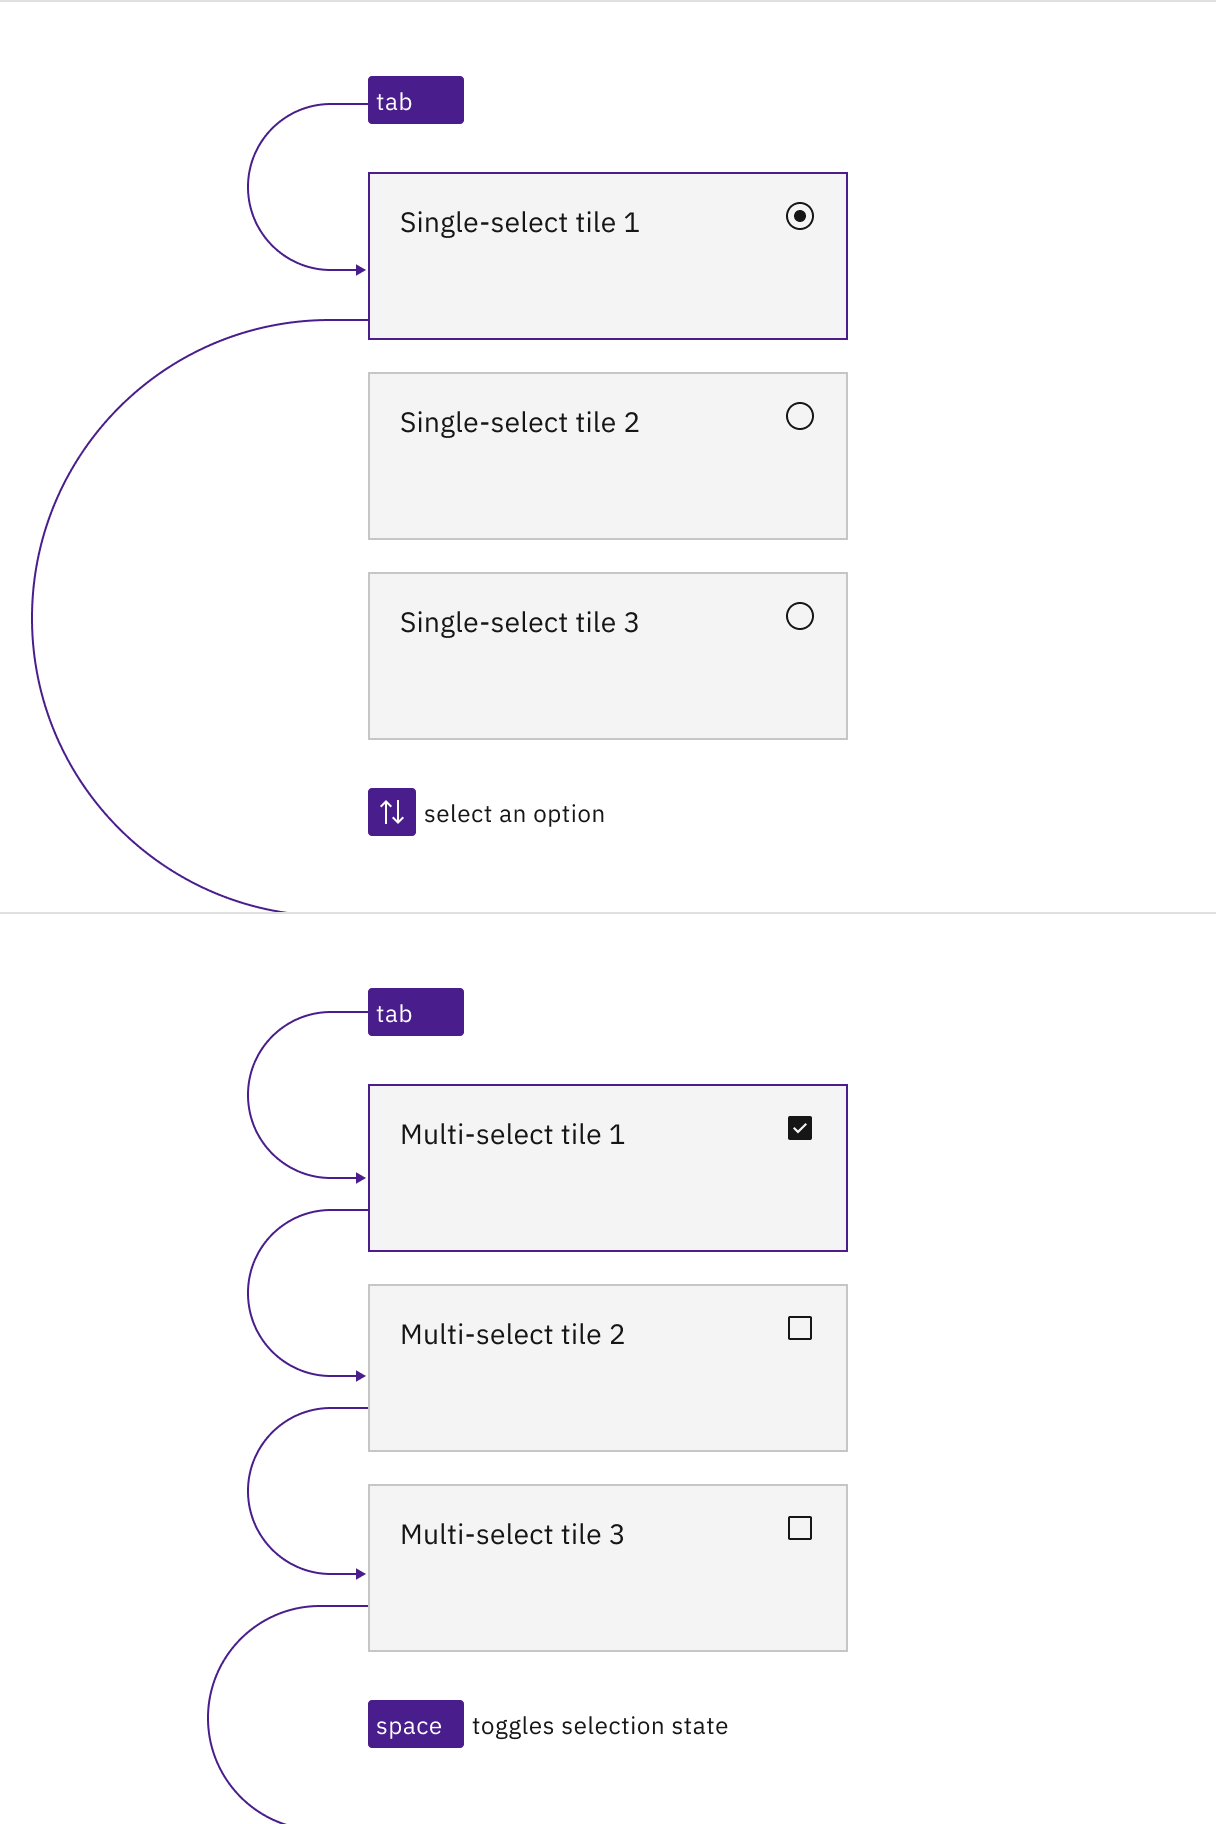 tab
Single-select tile 1
Single-select tile 2
Single-select tile 3
select an option
tab
Multi-select tile 1
Multi-select tile 2
Multi-select tile 3
space toggles selection state